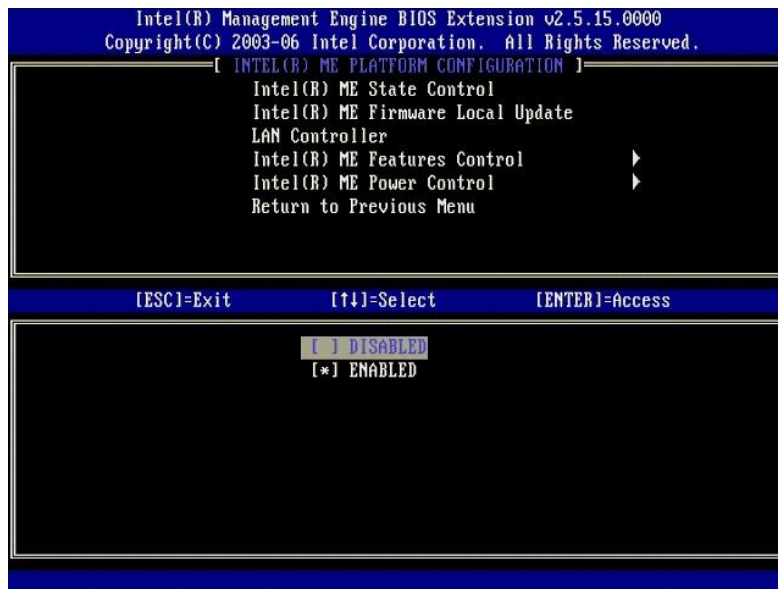 Intel(R) Management Engine BIOS Extension v2.5.15.0000
Copyright(C) 2003-06 Intel Corporation. All Rights Reserved.
[ INTEL(R) ME PLATFORM CONFIGURATION ]
Intel(R) ME State Control
Intel(R) ME Firmware Local Update
LAN Controller
Intel(R) ME Features Control
Intel(R) ME Power Control
Return to Previous Menu
[ESC]=Exit [↑↓]=Select [ENTER]=Access
[ ] DISABLED
[*] ENABLED